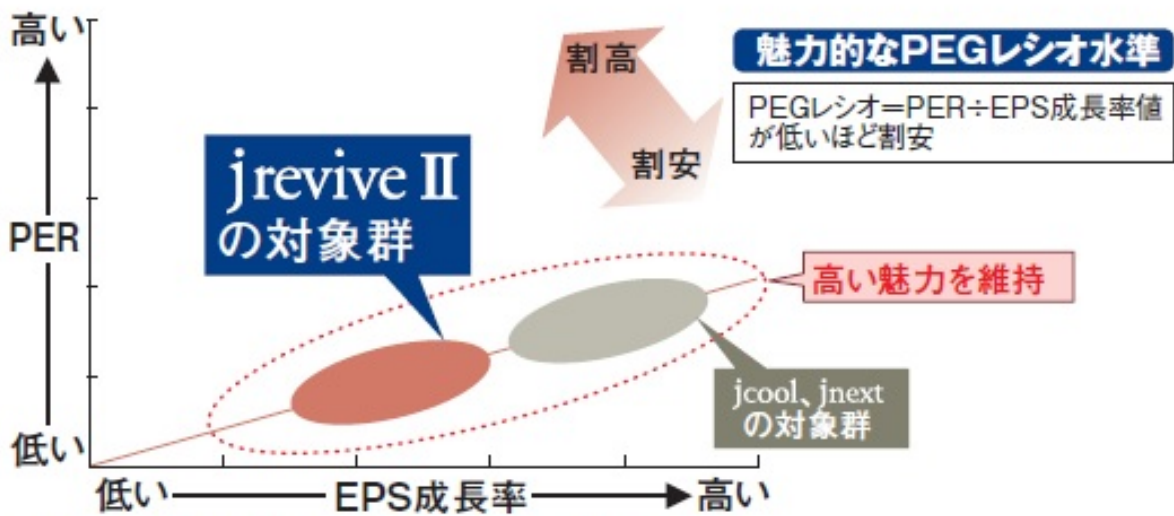 高い
PER
低い
低い
EPS成長率
高い
割高
割安
魅力的なPEGレシオ水準
PEGレシオ=PER÷EPS成長率値
が低いほど割安
j revive Ⅱ
の対象群
高い魅力を維持
jcool、jnext
の対象群